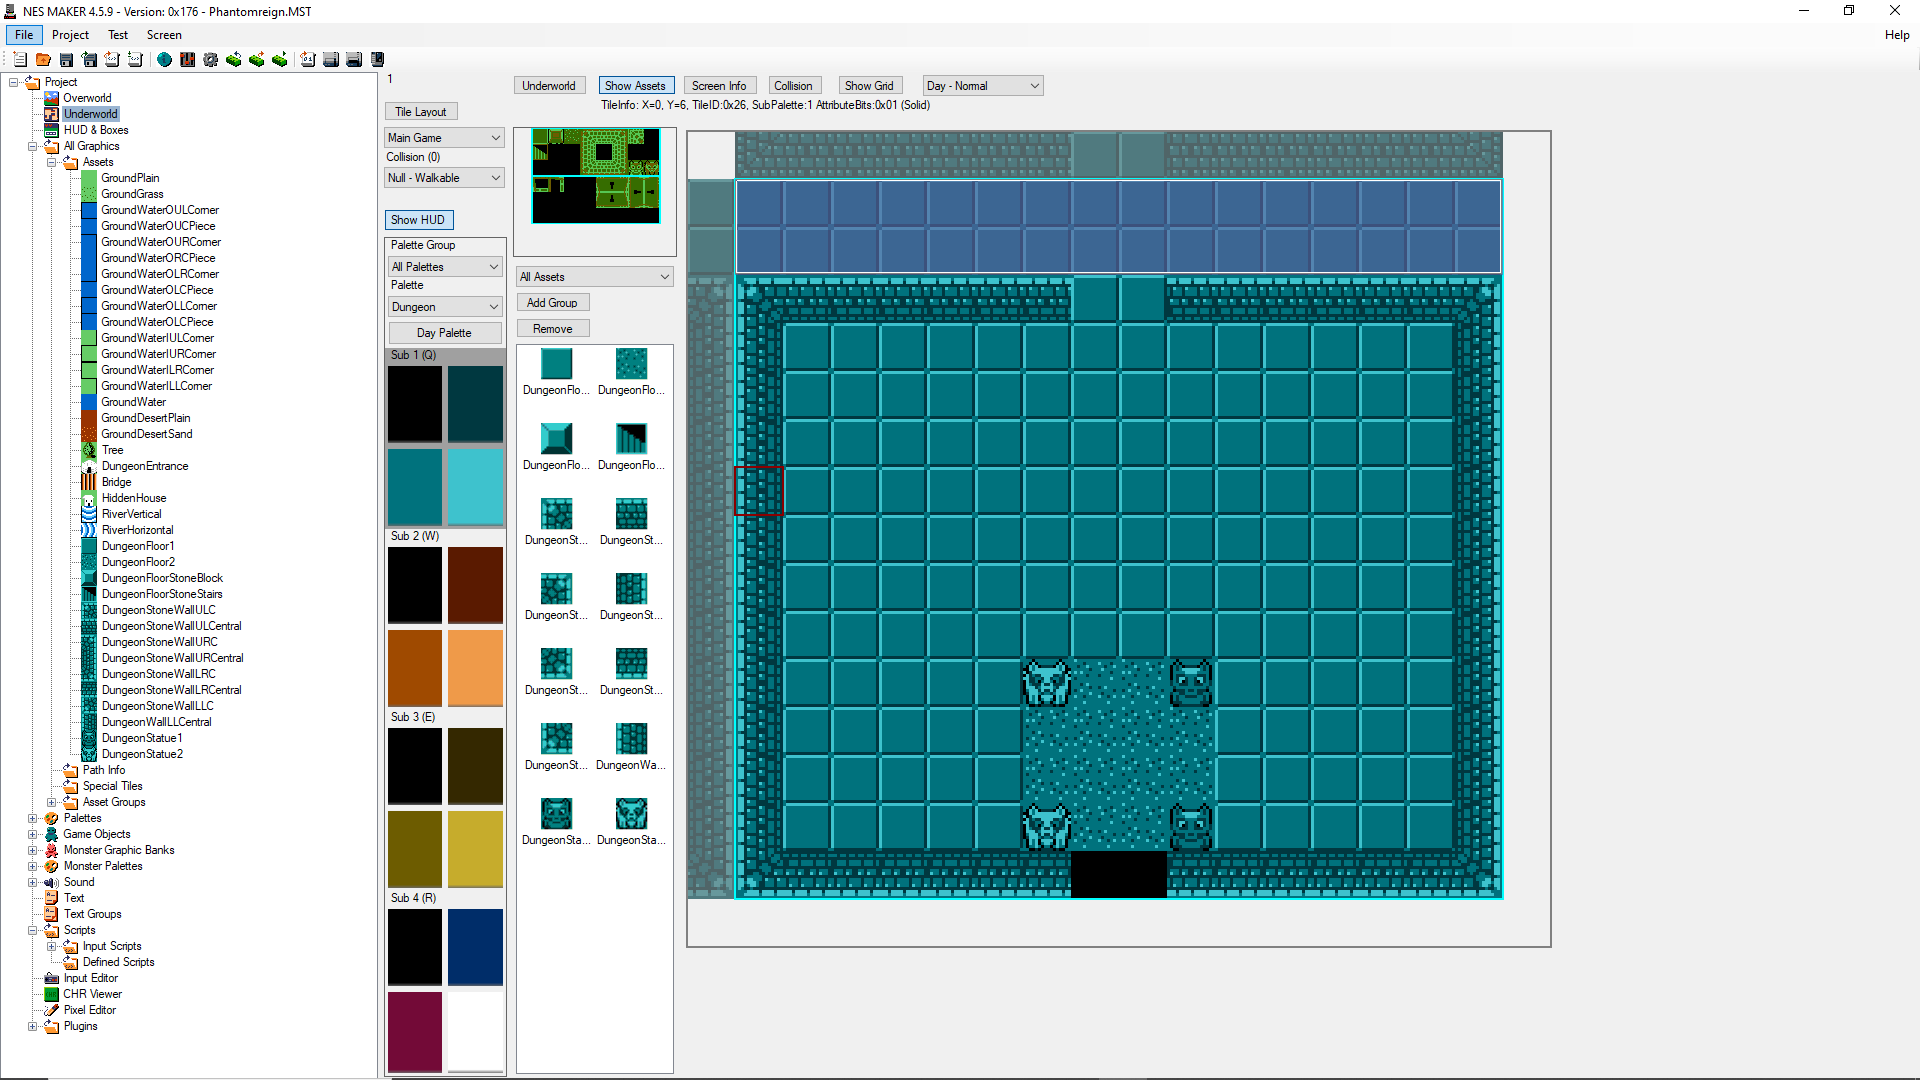 NES MAKER 4.5.9 - Version: 0x176 - Phantomreign.MST
File Project Test Screen Help
Project
Overworld
Underworld
HUD & Boxes
All Graphics
Assets
GroundPlain
GroundGrass
GroundWaterOULCorner
GroundWaterOUCPiece
GroundWaterOURCorner
GroundWaterORCPiece
GroundWaterOLRCorner
GroundWaterOLCPiece
GroundWaterOLLCorner
GroundWaterOLCPiece
GroundWaterIULCorner
GroundWaterIURCorner
GroundWaterILRCorner
GroundWaterILLCorner
GroundWater
GroundDesertPlain
GroundDesertSand
Tree
DungeonEntrance
Bridge
HiddenHouse
RiverVertical
RiverHorizontal
DungeonFloor1
DungeonFloor2
DungeonFloorStoneBlock
DungeonFloorStoneStairs
DungeonStoneWallULC
DungeonStoneWallULCentral
DungeonStoneWallURC
DungeonStoneWallURCentral
DungeonStoneWallLRC
DungeonStoneWallLRCentral
DungeonStoneWallLLC
DungeonWallLLCentral
DungeonStatue1
DungeonStatue2
Path Info
Special Tiles
Asset Groups
Palettes
Game Objects
Monster Graphic Banks
Monster Palettes
Sound
Text
Text Groups
Scripts
Input Scripts
Defined Scripts
Input Editor
CHR Viewer
Pixel Editor
Plugins
1
Tile Layout
Main Game
Collision (0)
Null - Walkable
Show HUD
Palette Group
All Palettes
Palette
Dungeon
Day Palette
Sub 1 (Q)
Sub 2 (W)
Sub 3 (E)
Sub 4 (R)
Underworld Show Assets Screen Info Collision Show Grid Day - Normal
TileInfo: X=0, Y=6, TileID:0x26, SubPalette:1 AttributeBits:0x01 (Solid)
All Assets
Add Group
Remove
DungeonFlo... DungeonFlo...
DungeonFlo... DungeonFlo...
DungeonSt... DungeonSt...
DungeonSt... DungeonSt...
DungeonSt... DungeonSt...
DungeonSt... DungeonWa...
DungeonSta... DungeonSta...